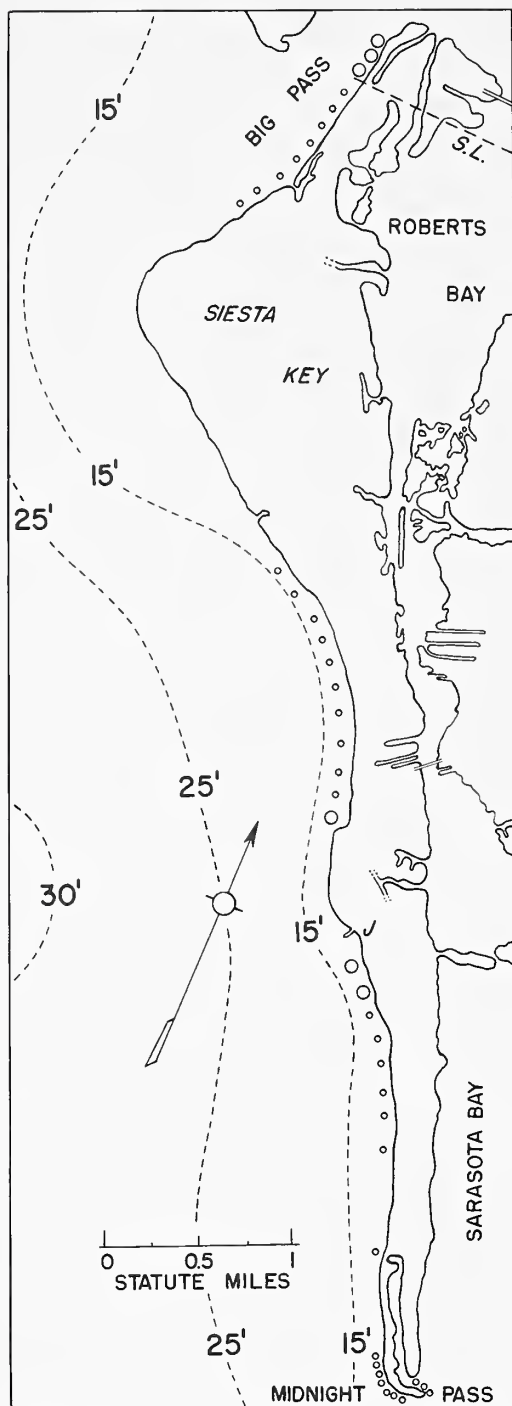 15'
BIG PASS
S.L.
ROBERTS
BAY
SIESTA
KEY
15'
25'
25'
30'
15'
J
SARASOTA BAY
0 0.5 1
STATUTE MILES
25'
15'
MIDNIGHT PASS